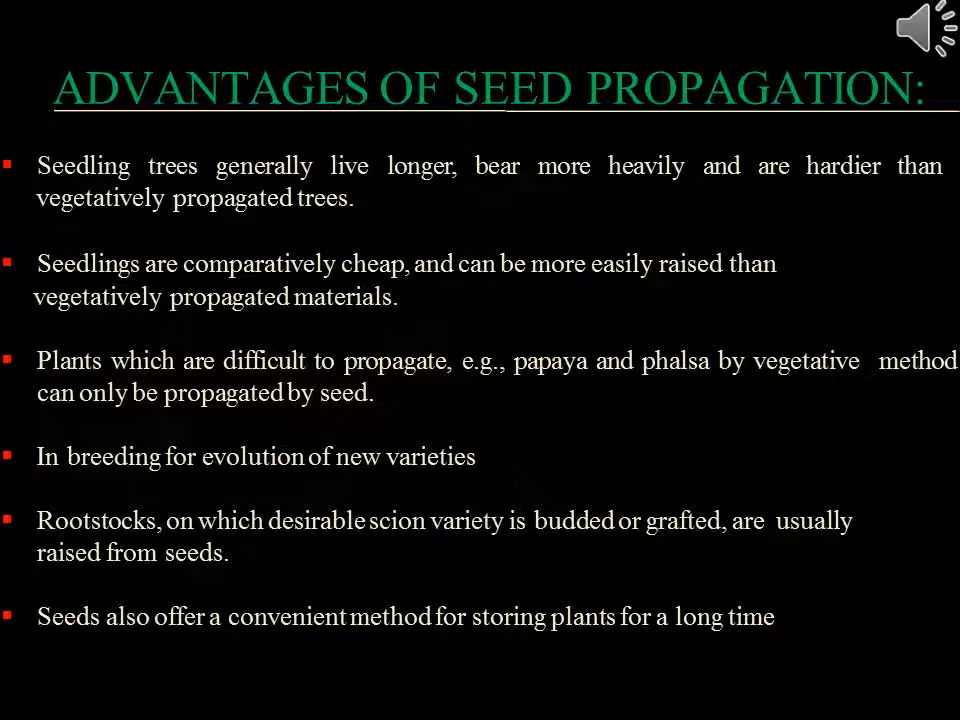 ADVANTAGES OF SEED PROPAGATION:
Seedling trees generally live longer, bear more heavily and are hardier than
vegetatively propagated trees.
Seedlings are comparatively cheap, and can be more easily raised than
vegetatively propagated materials.
Plants which are difficult to propagate, e.g., papaya and phalsa by vegetative method
can only be propagated by seed.
In breeding for evolution of new varieties
Rootstocks, on which desirable scion variety is budded or grafted, are usually
raised from seeds.
Seeds also offer a convenient method for storing plants for a long time